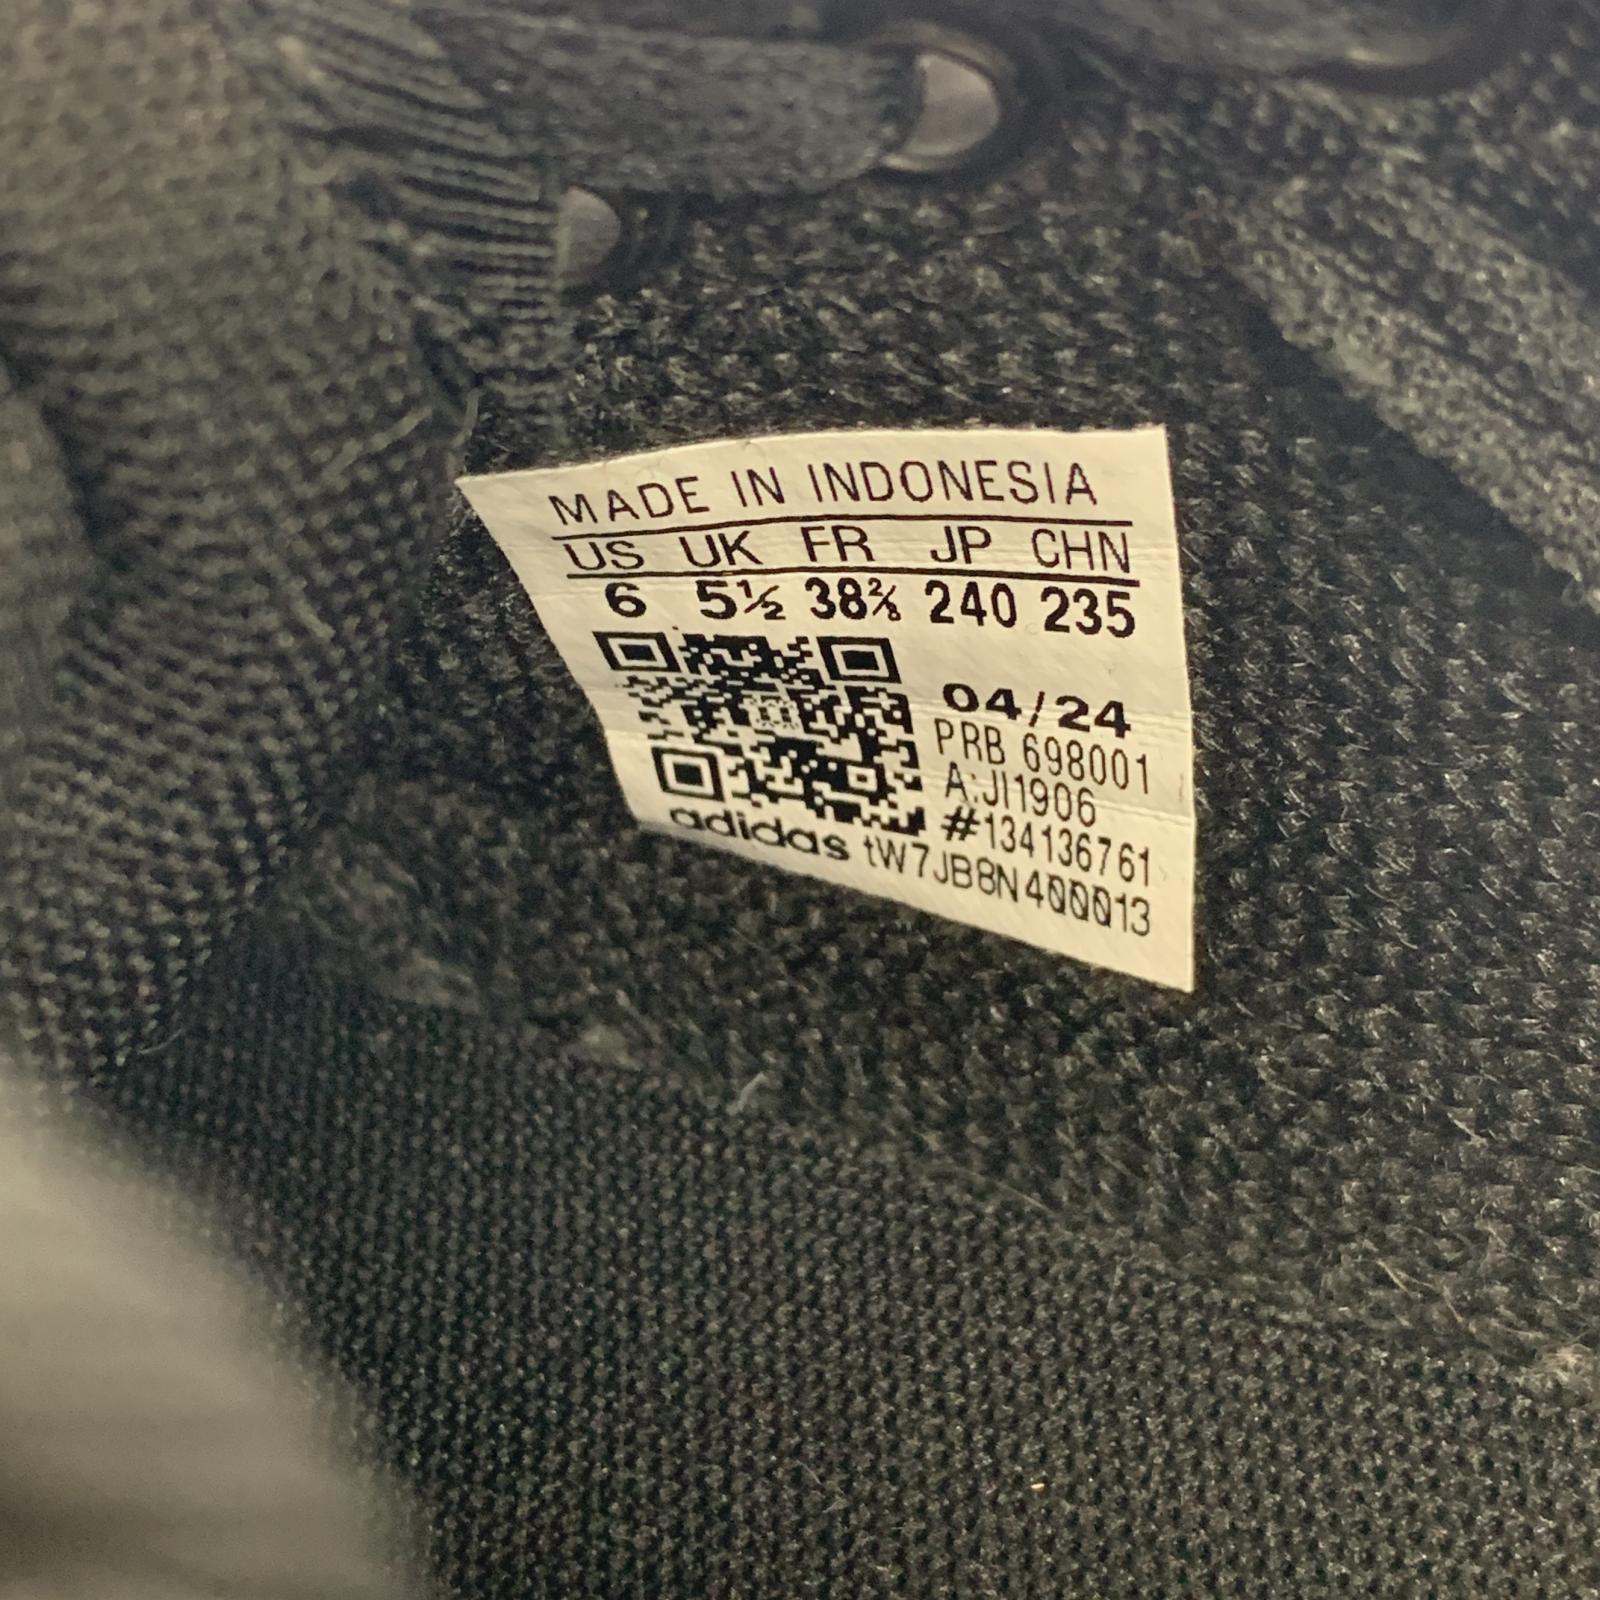 MADE IN INDONESIA
US UK FR JP CHN
6 5½ 38⅔ 240 235
04/24
PRB 698001
A:JI1906
#134136761
adidas tW7JB8N400013